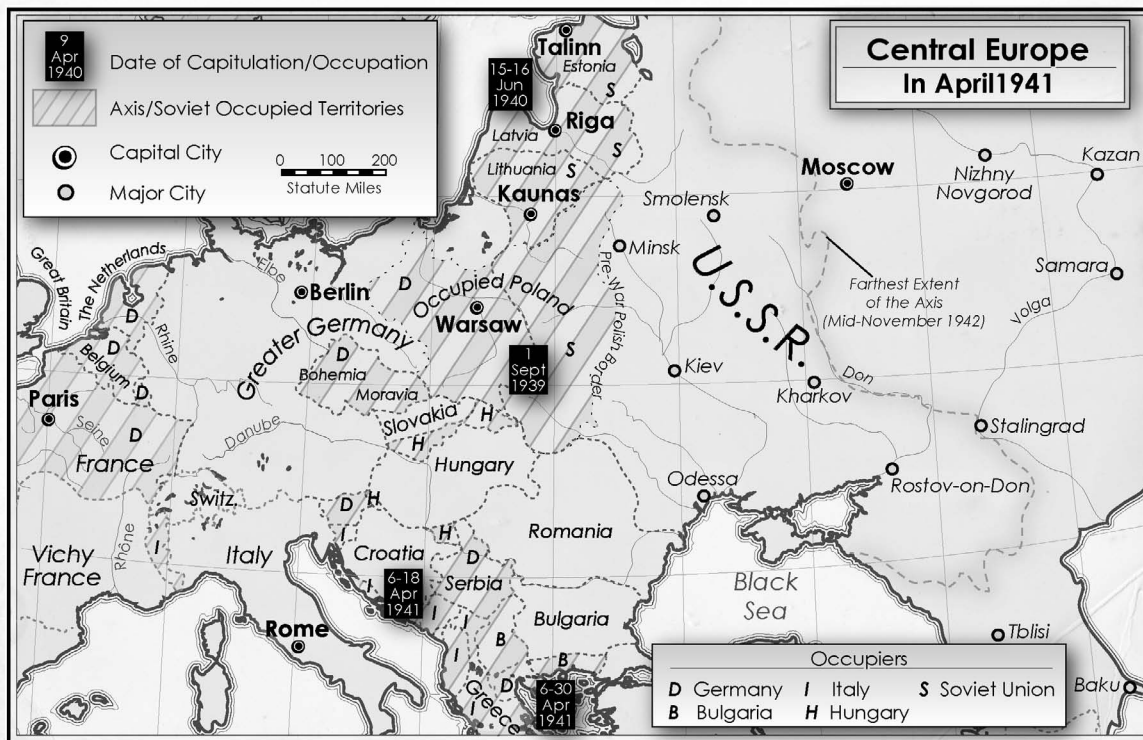 9
Apr
1940
Date of Capitulation/Occupation
Axis/Soviet Occupied Territories
Capital City
Major City
0 50 100 200
Statute Miles
Central Europe
In April1941
15-16
Jun
1940
Talinn
Estonia
S
Riga
Latvia
S
Lithuania
S
Kaunas
Moscow
Nizhny
Novgorod
Kazan
Smolensk
Minsk
U.S.S.R.
Samara
Farthest Extent
of the Axis
(Mid-November 1942)
Volga
Great Britain
The Netherlands
Elbe
Berlin
D
Occupied Poland
Warsaw
Pre-War Polish Border
D
Rhine
Greater Germany
Belgium
D
D
Bohemia
Moravia
1
Sept
1939
S
Kiev
Kharkov
Don
Paris
Seine
D
France
Danube
Slovakia
H
H
Hungary
Stalingrad
Odessa
Rostov-on-Don
Switz.
D
H
I
Rhône
Vichy
France
I
Italy
Croatia
H
D
Romania
I
6-18
Apr
1941
Serbia
I
I
Black
Sea
Rome
Bulgaria
B
I
B
D
Greece
I
6-30
Apr
1941
Tblisi
Baku
Occupiers
D Germany I Italy S Soviet Union
B Bulgaria H Hungary